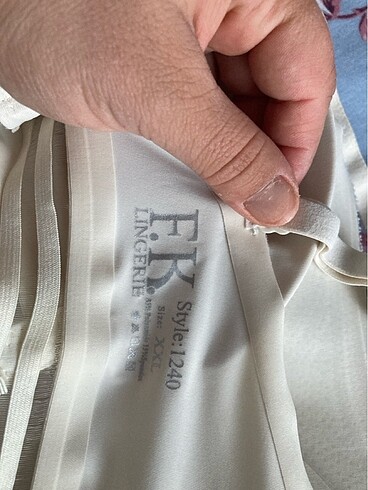 F.K.
LINGERIE
Style:1240
Size: XXL